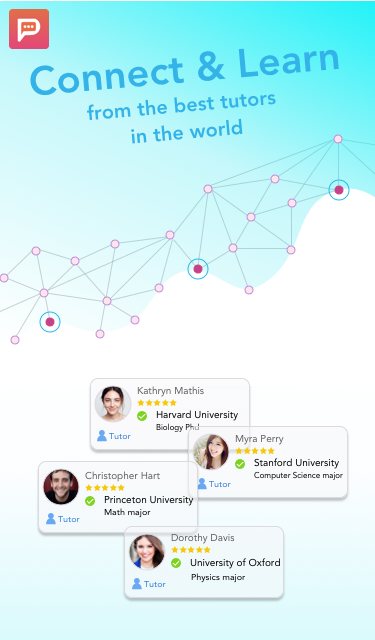 Connect & Learn
from the best tutors
in the world
Kathryn Mathis
Harvard University
Biology Phd
Tutor
Myra Perry
Stanford University
Computer Science major
Tutor
Christopher Hart
Princeton University
Math major
Tutor
Dorothy Davis
University of Oxford
Physics major
Tutor